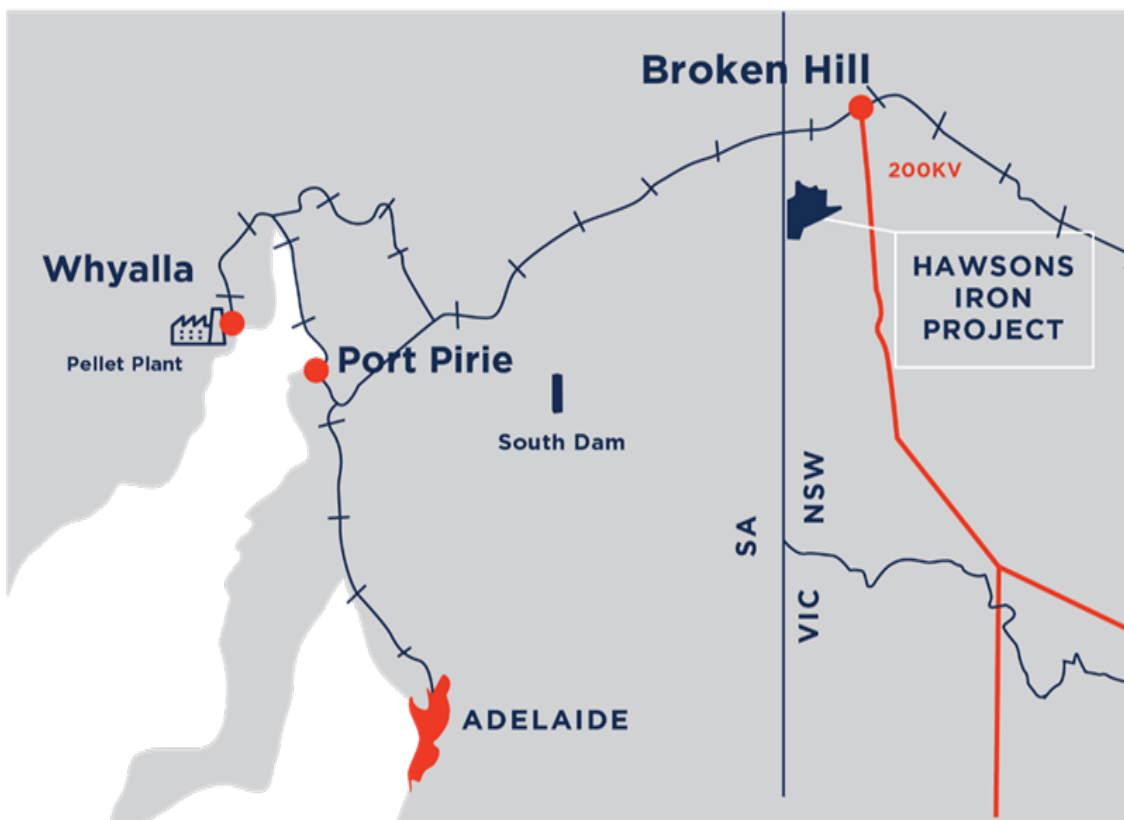 Broken Hill
200KV
Whyalla
HAWSONS
IRON
PROJECT
Pellet Plant
Port Pirie
South Dam
SA
NSW
VIC
ADELAIDE